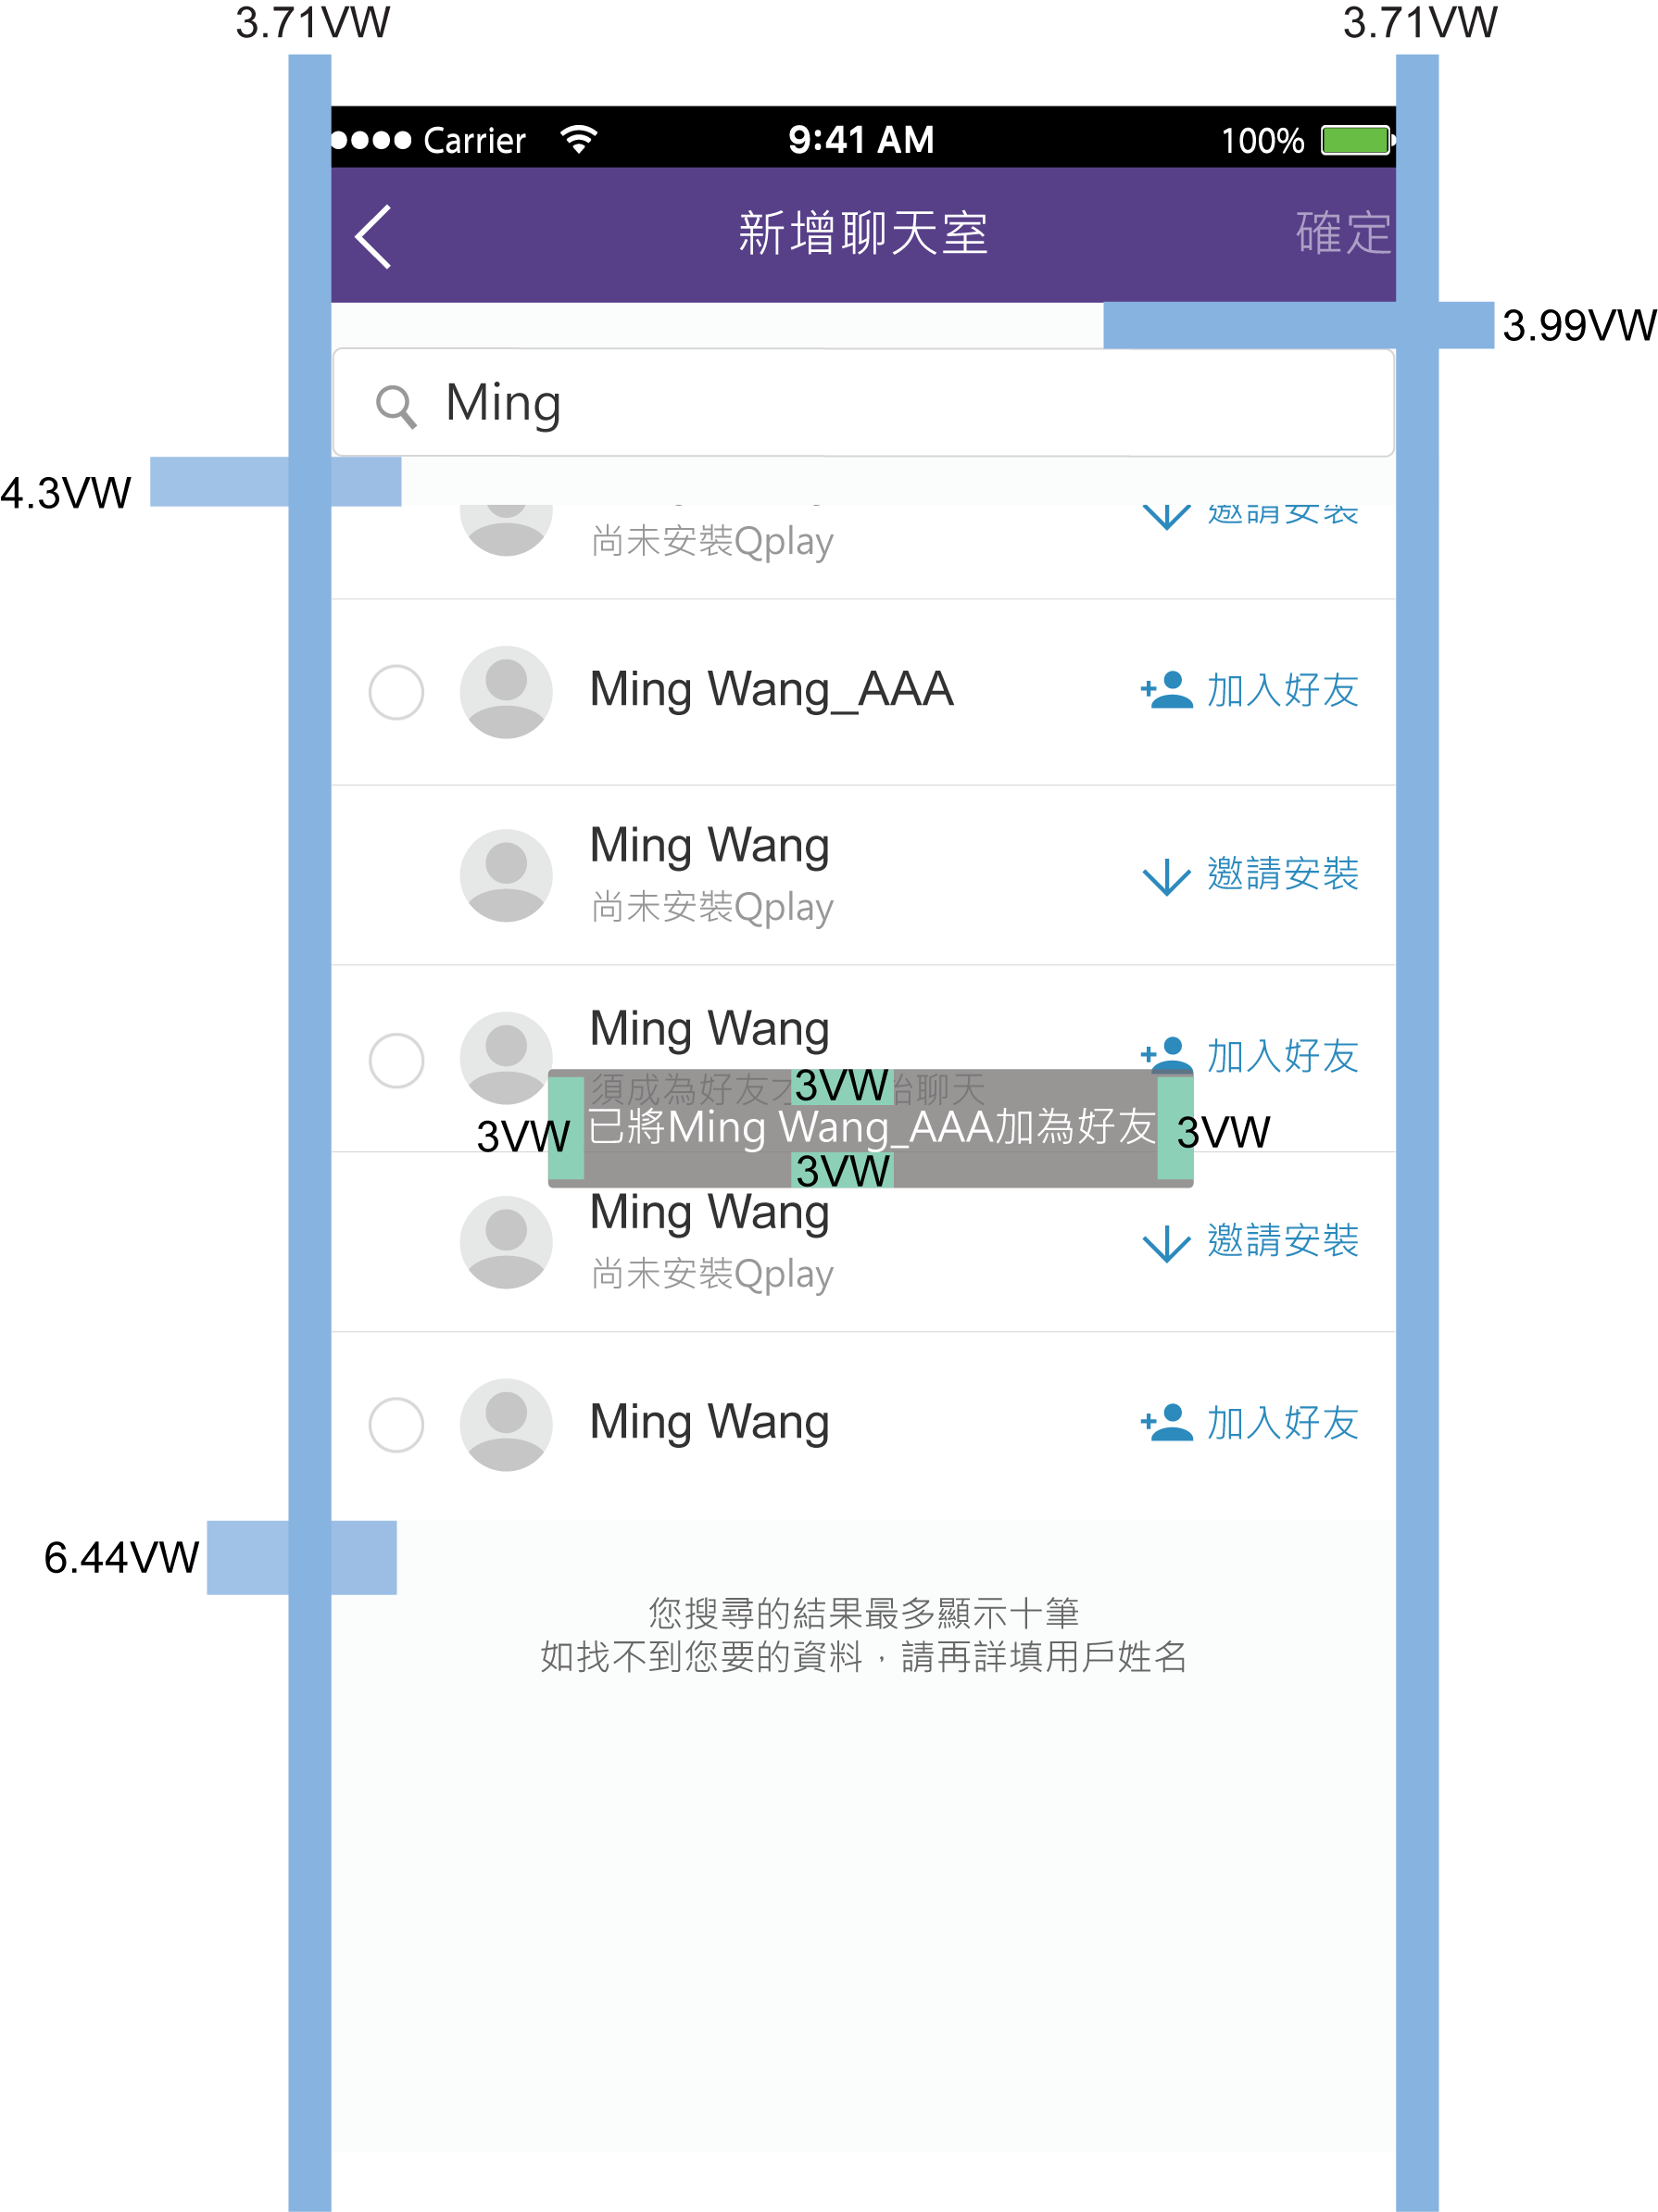 3.71VW 3.71VW
Carrier 9:41 AM 100%
新增聊天室 確定
3.99VW
Ming
4.3VW
邀請安裝
尚未安裝Qplay
Ming Wang_AAA 加入好友
Ming Wang
邀請安裝
尚未安裝Qplay
Ming Wang
加入好友
須成為好友才 始聊天
3VW
3VW 已將Ming Wang_AAA加為好友 3VW
3VW
Ming Wang
邀請安裝
尚未安裝Qplay
Ming Wang 加入好友
6.44VW
您搜尋的結果最多顯示十筆
如找不到您要的資料，請再詳填用戶姓名